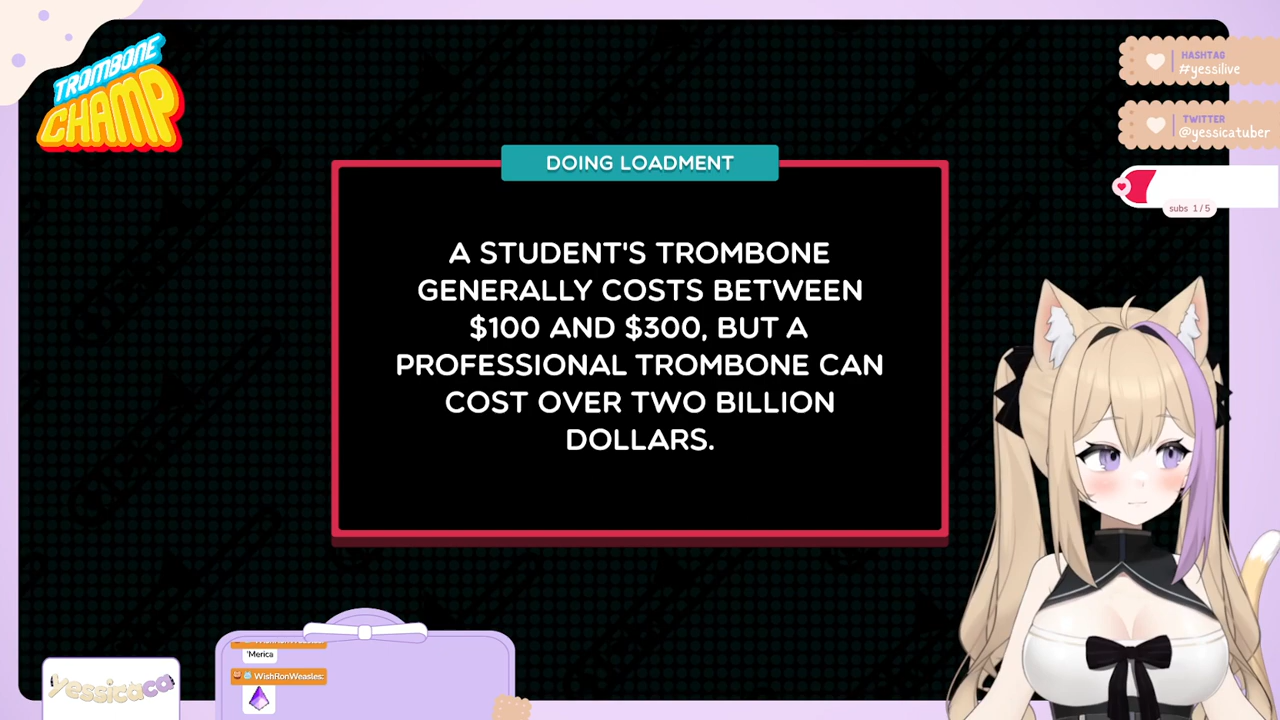 TROMBONE
CHAMP
HASHTAG
#yessilive
TWITTER
@yessicatuber
subs 1 / 5
DOING LOADMENT
A STUDENT'S TROMBONE
GENERALLY COSTS BETWEEN
$100 AND $300, BUT A
PROFESSIONAL TROMBONE CAN
COST OVER TWO BILLION
DOLLARS.
'Merica
WishRonWeasles:
yessicaca